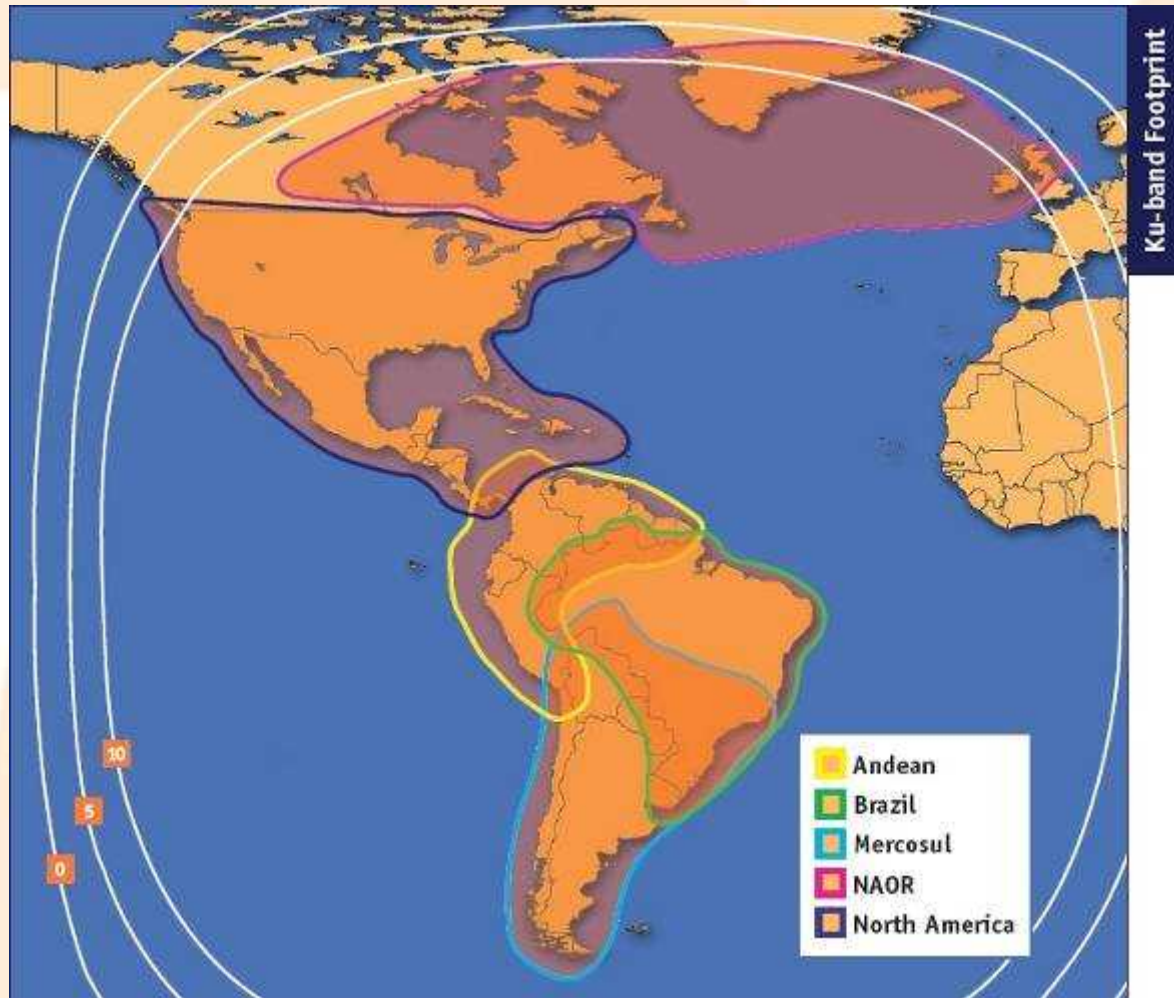 Ku-band Footprint
10
5
0
Andean
Brazil
Mercosul
NAOR
North America